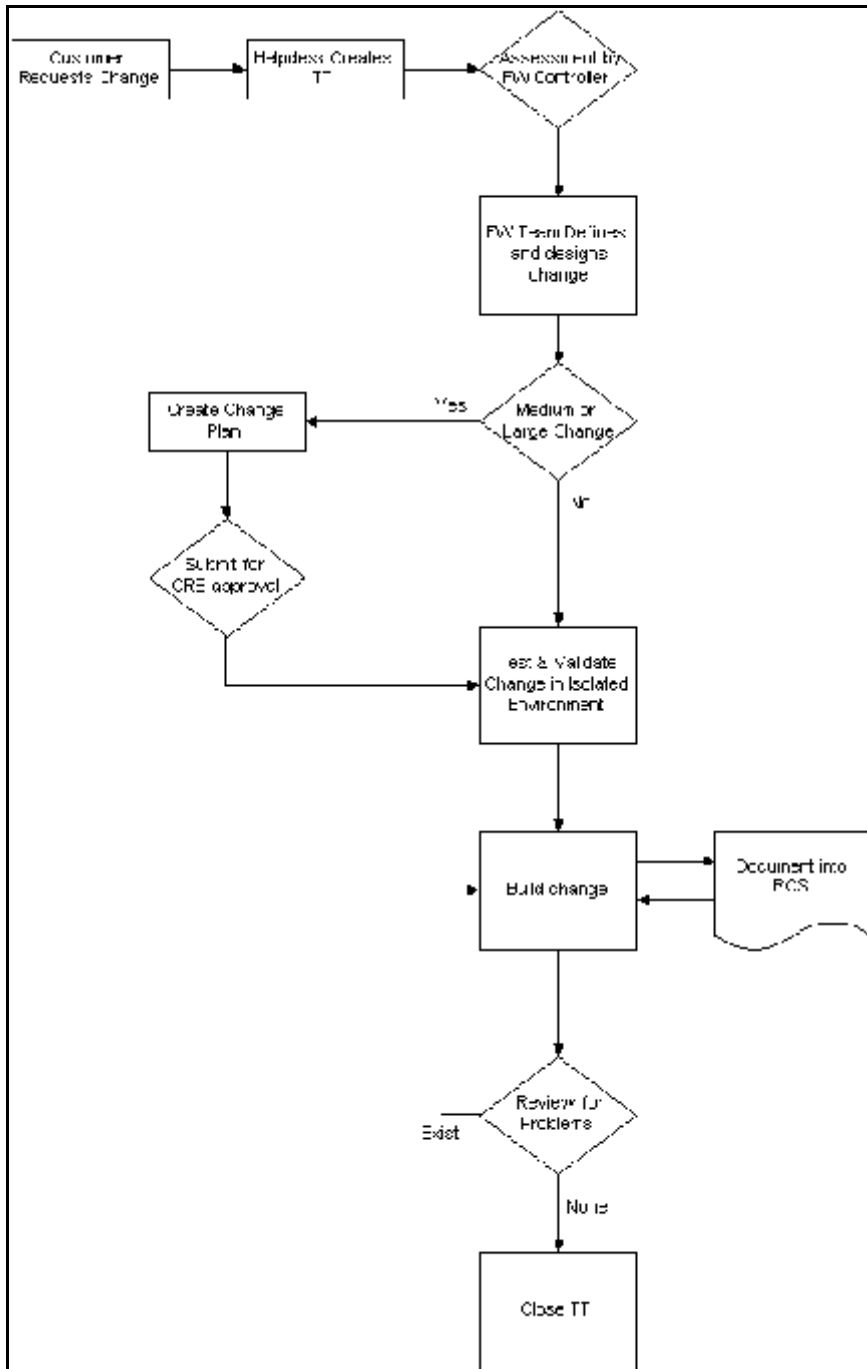 Customer
Requests Change
Helpdesk Creates
TT
Assessment by
FW Controller
FW Team Defines
and designs
change
Medium or
Large Change
Yes
No
Create Change
Plan
Submit for
approval
Test & Validate
Change in Isolated
Environment
Build change
Document into
RCS
Review for
Problems
Exist
None
Close TT